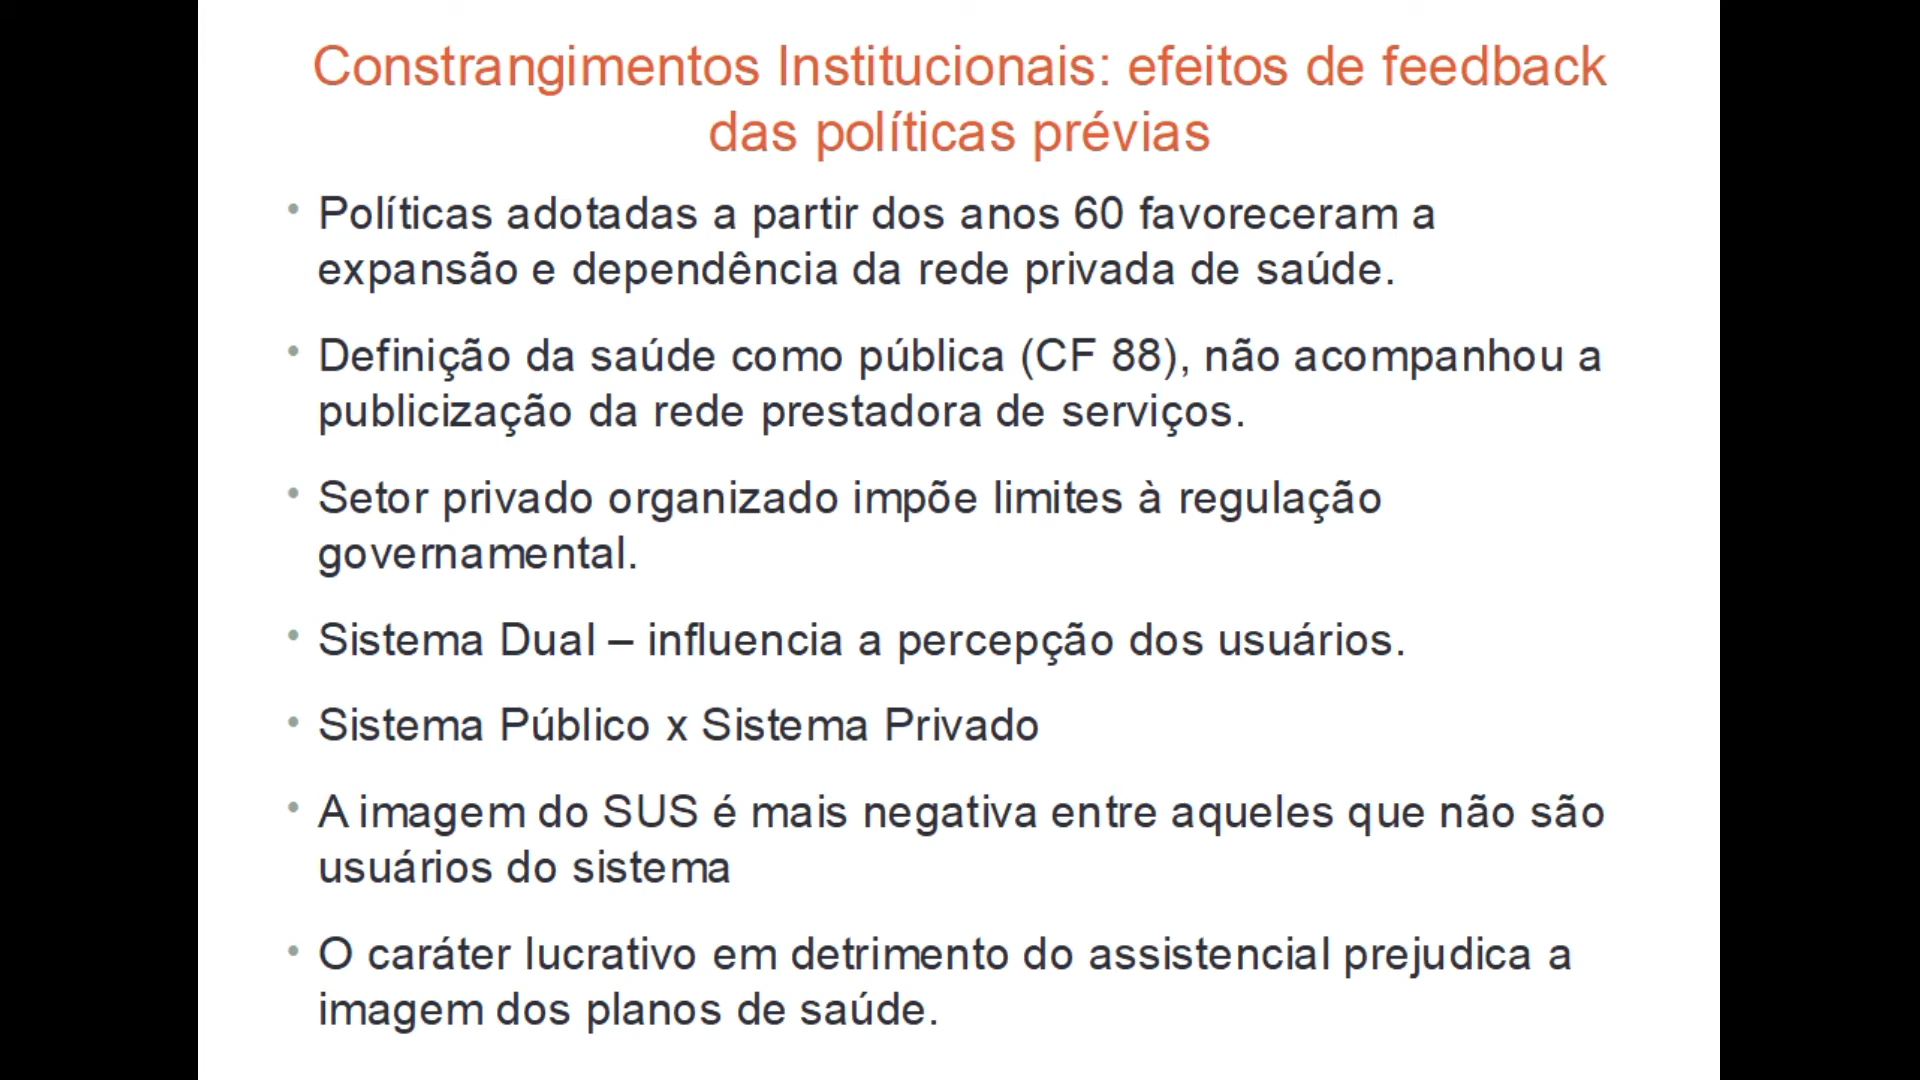 Constrangimentos Institucionais: efeitos de feedback
das políticas prévias
• Políticas adotadas a partir dos anos 60 favoreceram a
expansão e dependência da rede privada de saúde.
• Definição da saúde como pública (CF 88), não acompanhou a
publicização da rede prestadora de serviços.
• Setor privado organizado impõe limites à regulação
governamental.
• Sistema Dual – influencia a percepção dos usuários.
• Sistema Público x Sistema Privado
• A imagem do SUS é mais negativa entre aqueles que não são
usuários do sistema
• O caráter lucrativo em detrimento do assistencial prejudica a
imagem dos planos de saúde.